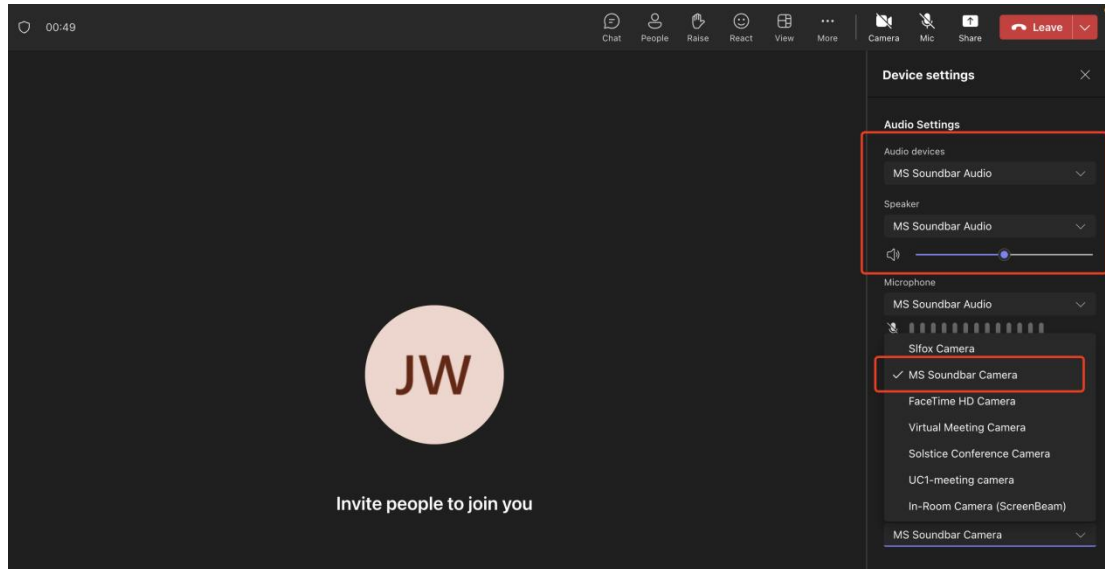 00:49
Chat People Raise React View More Camera Mic Share Leave
Device settings
Audio Settings
Audio devices
MS Soundbar Audio
Speaker
MS Soundbar Audio
Microphone
MS Soundbar Audio
Slfox Camera
MS Soundbar Camera
FaceTime HD Camera
Virtual Meeting Camera
Solstice Conference Camera
UC1-meeting camera
In-Room Camera (ScreenBeam)
MS Soundbar Camera
JW
Invite people to join you